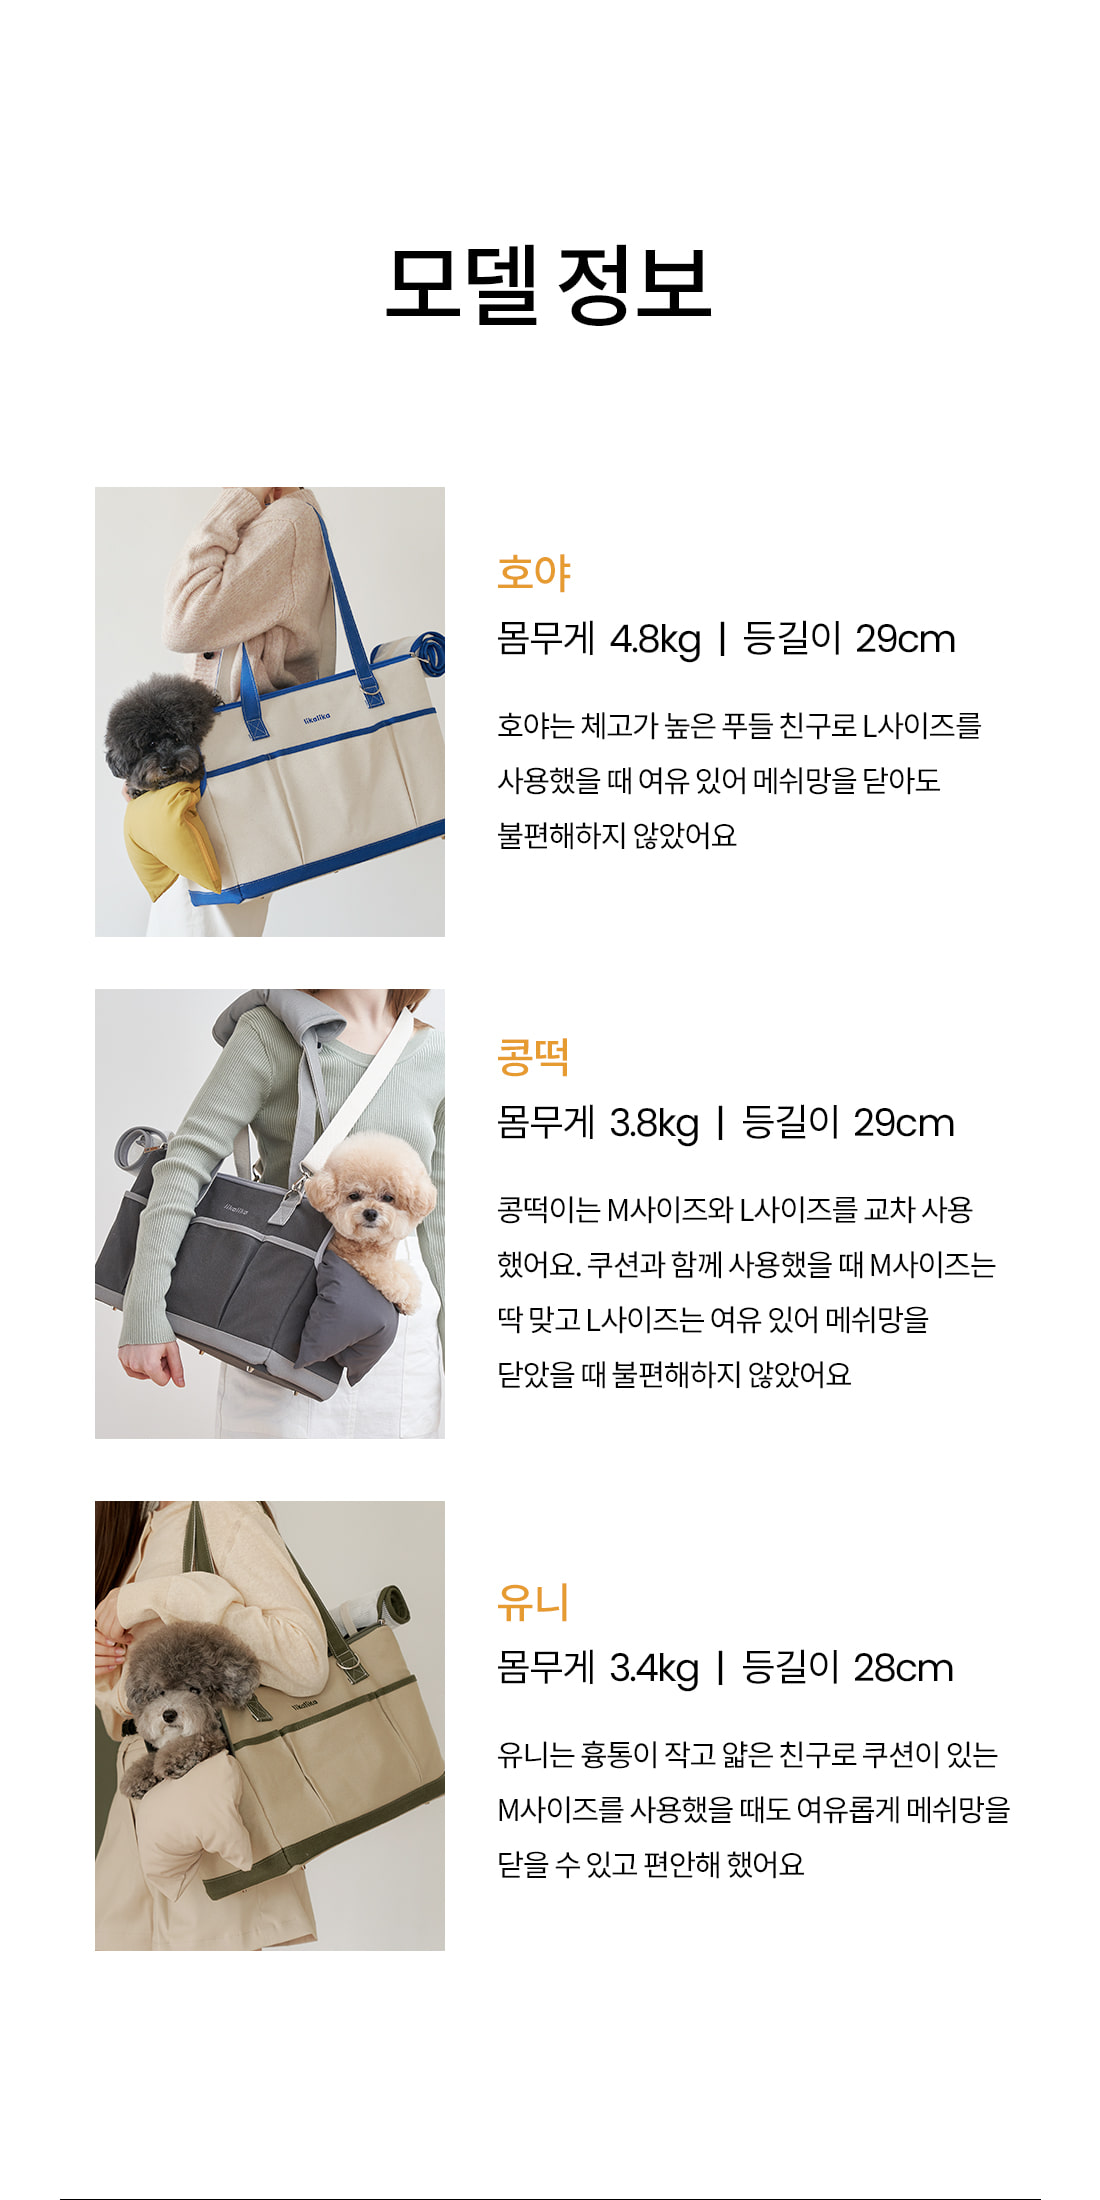 모델 정보
likalika
호야
몸무게 4.8kg | 등길이 29cm
호야는 체고가 높은 푸들 친구로 L사이즈를
사용했을 때 여유 있어 메쉬망을 닫아도
불편해하지 않았어요
likalika
콩떡
몸무게 3.8kg | 등길이 29cm
콩떡이는 M사이즈와 L사이즈를 교차 사용
했어요. 쿠션과 함께 사용했을 때 M사이즈는
딱 맞고 L사이즈는 여유 있어 메쉬망을
닫았을 때 불편해하지 않았어요
likalika
유니
몸무게 3.4kg | 등길이 28cm
유니는 흉통이 작고 얇은 친구로 쿠션이 있는
M사이즈를 사용했을 때도 여유롭게 메쉬망을
닫을 수 있고 편안해 했어요